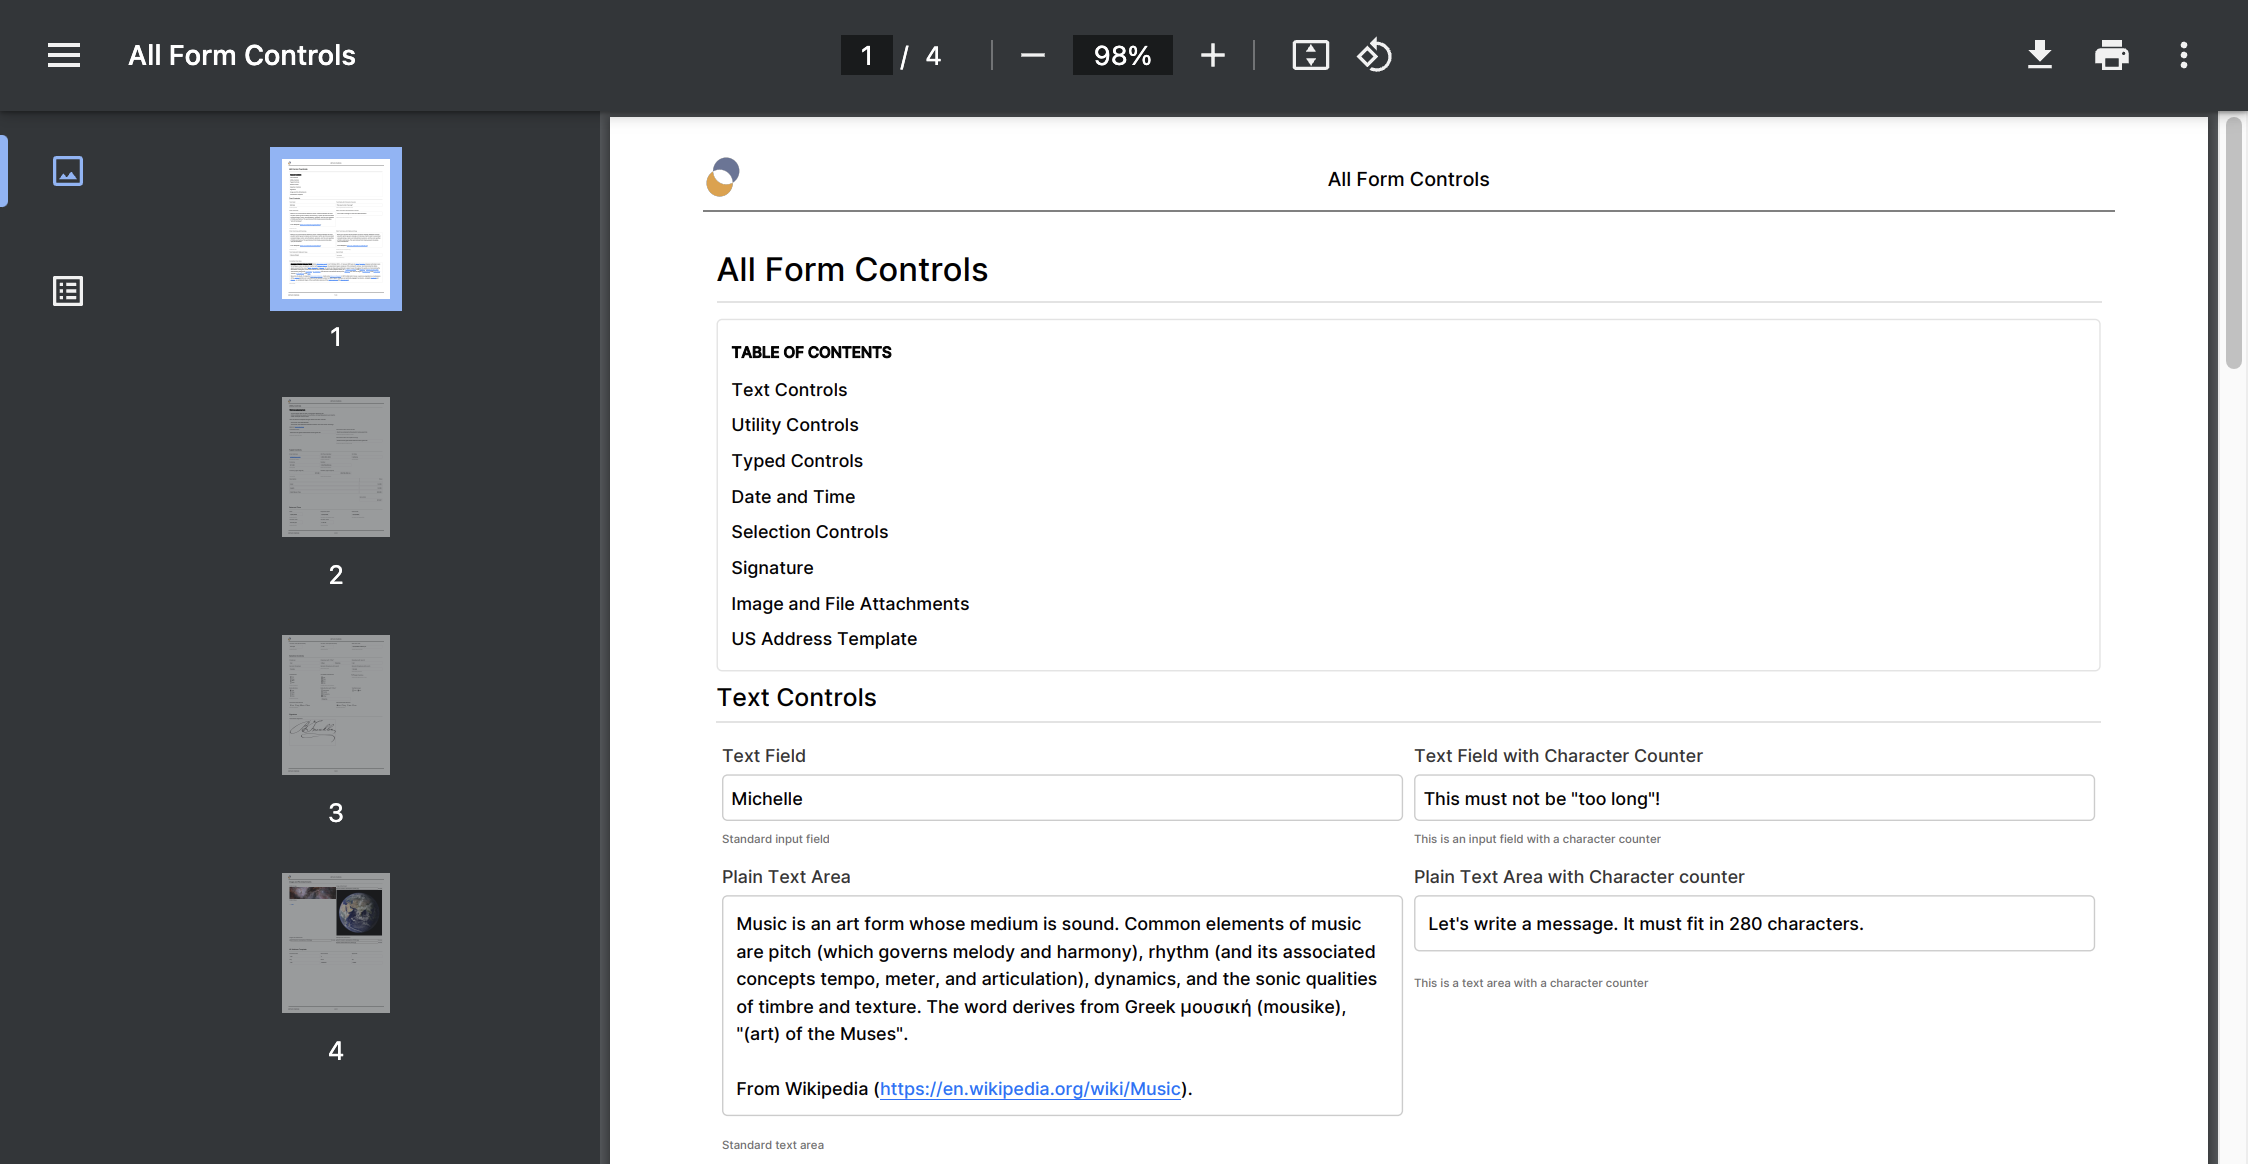 All Form Controls
1 / 4
98%
1
2
3
4
All Form Controls
All Form Controls
TABLE OF CONTENTS
Text Controls
Utility Controls
Typed Controls
Date and Time
Selection Controls
Signature
Image and File Attachments
US Address Template
Text Controls
Text Field
Michelle
Standard input field
Text Field with Character Counter
This must not be "too long"!
This is an input field with a character counter
Plain Text Area
Music is an art form whose medium is sound. Common elements of music
are pitch (which governs melody and harmony), rhythm (and its associated
concepts tempo, meter, and articulation), dynamics, and the sonic qualities
of timbre and texture. The word derives from Greek μουσική (mousike),
"(art) of the Muses".
From Wikipedia (https://en.wikipedia.org/wiki/Music).
Standard text area
Plain Text Area with Character counter
Let's write a message. It must fit in 280 characters.
This is a text area with a character counter